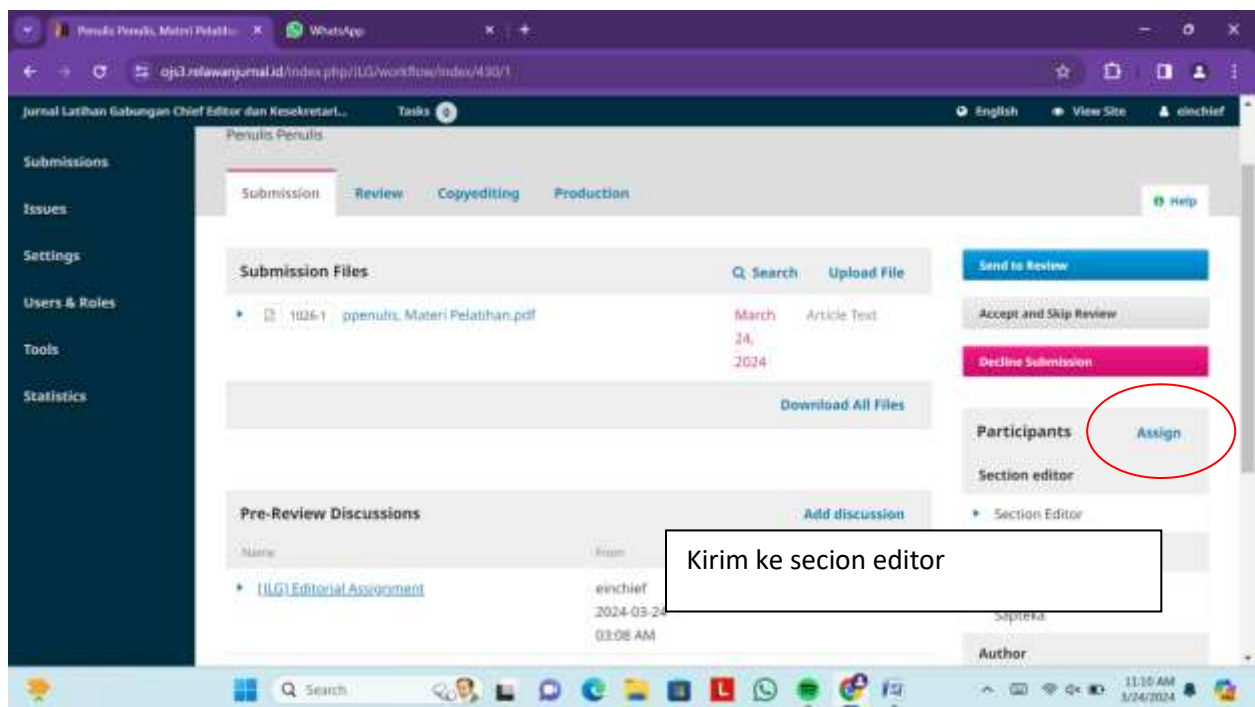 Penulis Penulis, Materi Pelatih
WhatsApp
ojs3.relawanjurnal.id/index.php/ILG/workflow/index/430/1
Jurnal Latihan Gabungan Chief Editor dan Kesekretari...
Tasks 0
English
View Site
einchief
Penulis Penulis
Submissions
Issues
Settings
Users & Roles
Tools
Statistics
Submission Review Copyediting Production
Help
Submission Files
Search Upload File
1026-1 ppenulis, Materi Pelatihan.pdf
March
24,
2024
Article Text
Download All Files
Send to Review
Accept and Skip Review
Decline Submission
Participants Assign
Section editor
Section Editor
Pre-Review Discussions
Add discussion
Name From
[ILG] Editorial Assignment
einchief
2024-03-24
03:08 AM
Kirim ke secion editor
Sapteka
Author
Search
11:10 AM
3/24/2024